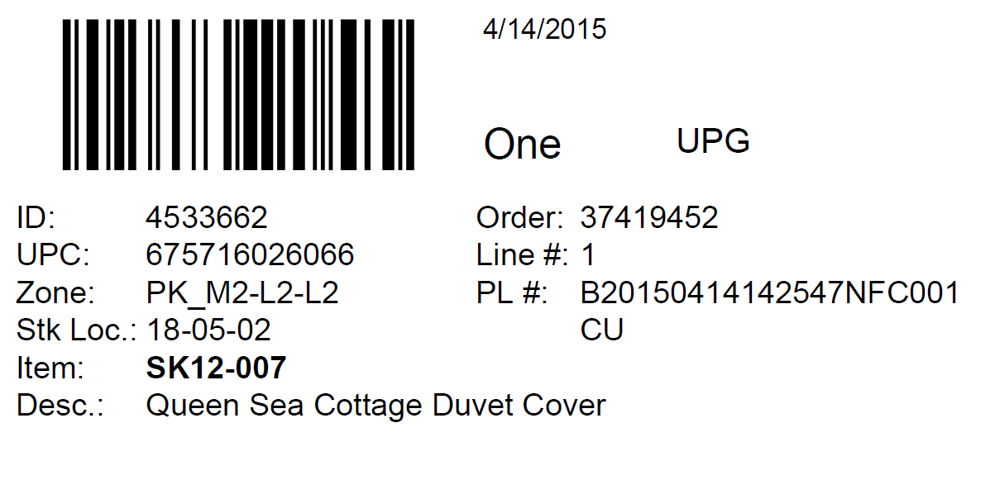 4/14/2015
One UPG
ID: 4533662 Order: 37419452
UPC: 675716026066 Line #: 1
Zone: PK_M2-L2-L2 PL #: B20150414142547NFC001
Stk Loc.: 18-05-02 CU
Item: SK12-007
Desc.: Queen Sea Cottage Duvet Cover